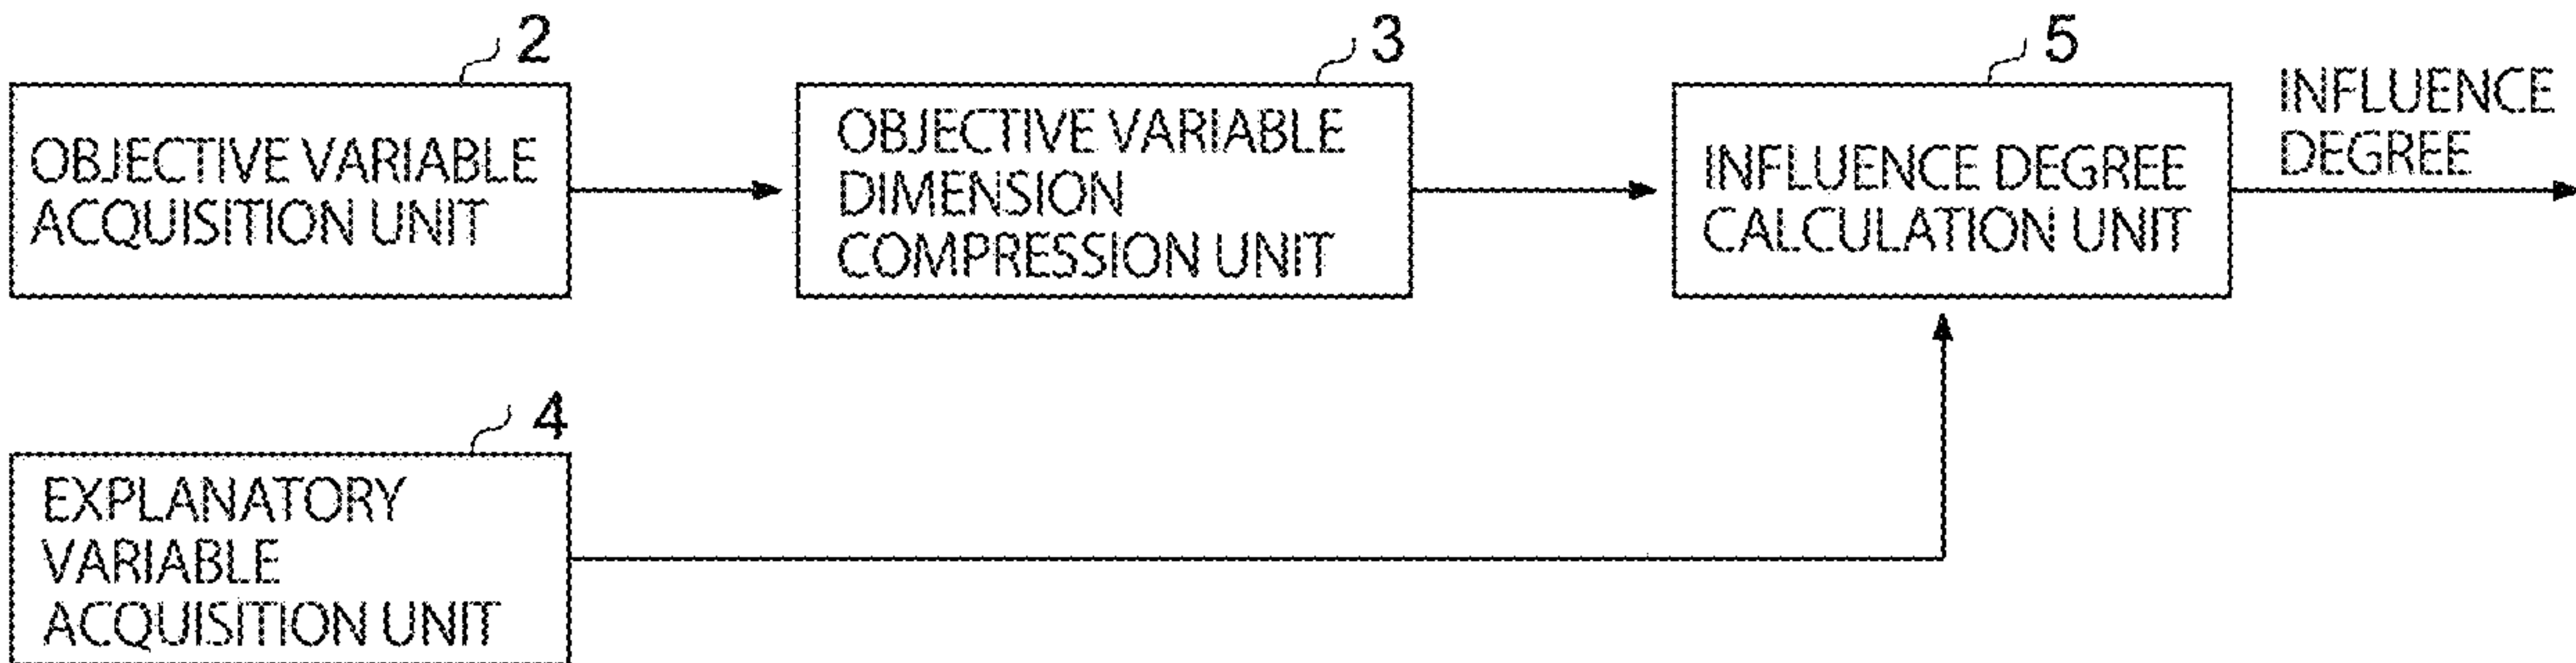 2
OBJECTIVE VARIABLE
ACQUISITION UNIT
3
OBJECTIVE VARIABLE
DIMENSION
COMPRESSION UNIT
5
INFLUENCE DEGREE
CALCULATION UNIT
INFLUENCE
DEGREE
4
EXPLANATORY
VARIABLE
ACQUISITION UNIT